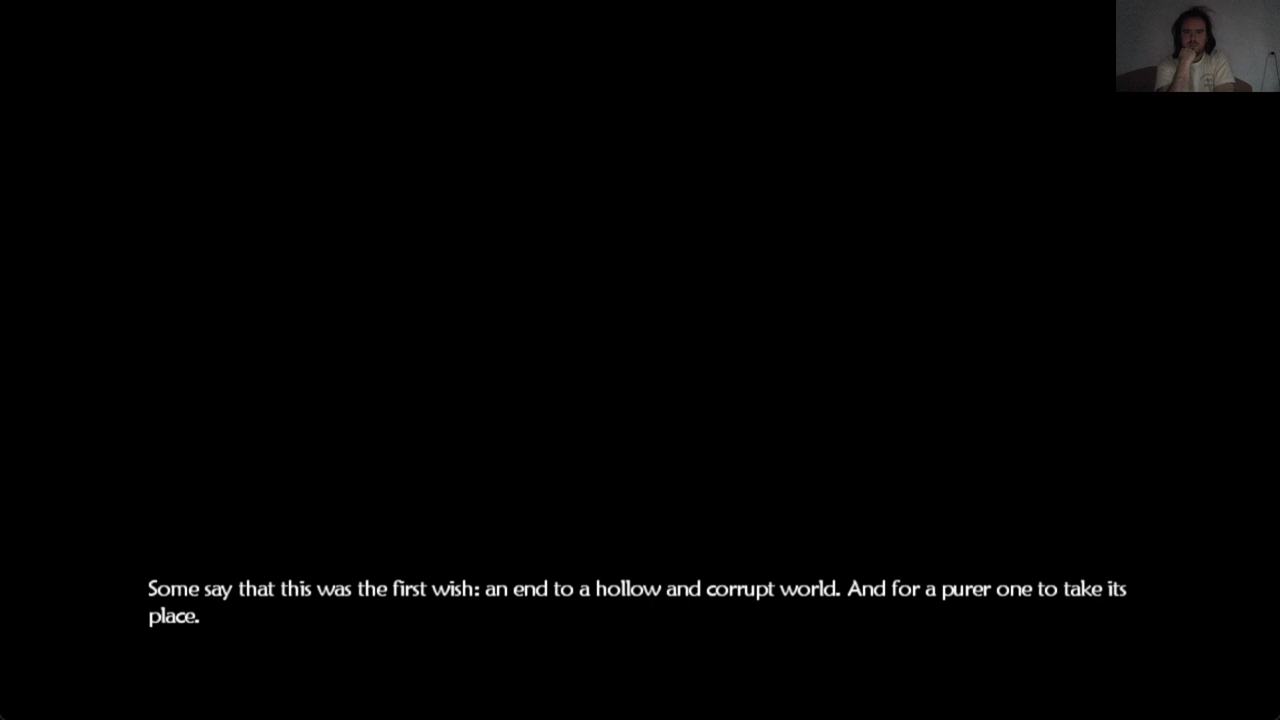 Some say that this was the first wish: an end to a hollow and corrupt world. And for a purer one to take its
place.